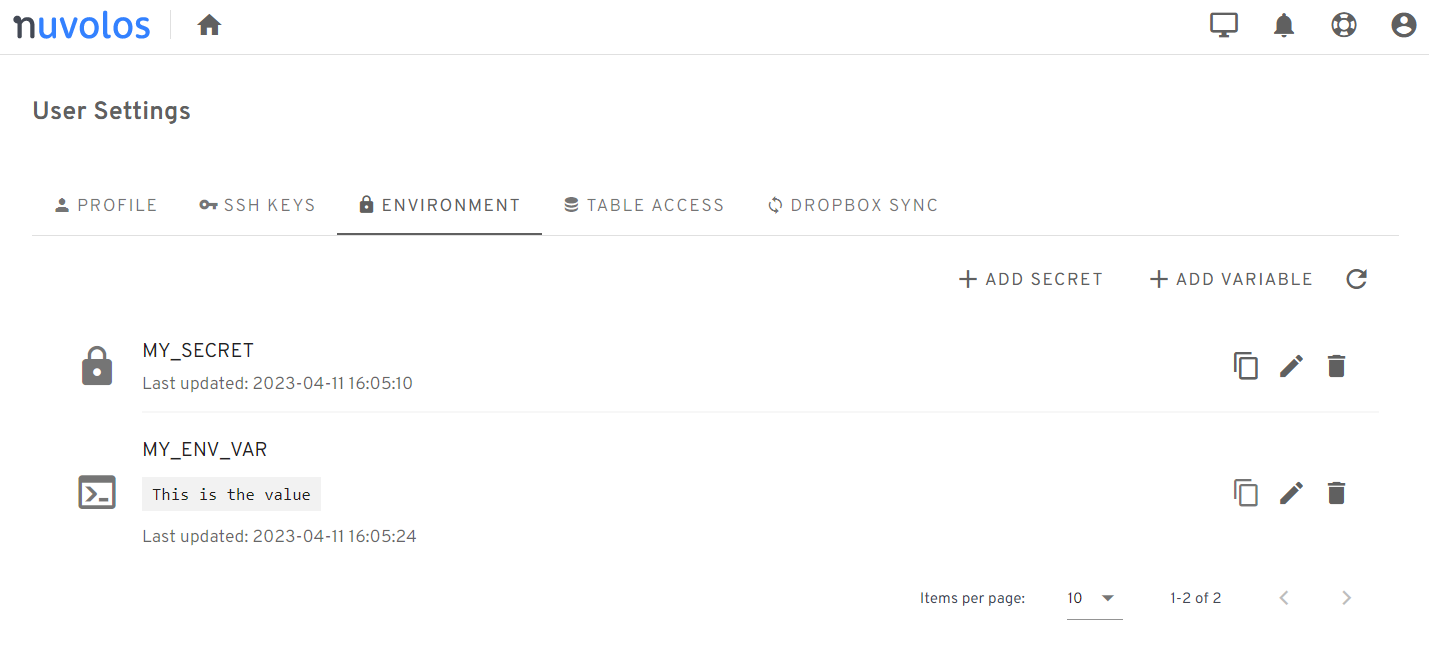 nuvolos
User Settings
PROFILE SSH KEYS ENVIRONMENT TABLE ACCESS DROPBOX SYNC
ADD SECRET ADD VARIABLE
MY_SECRET
Last updated: 2023-04-11 16:05:10
MY_ENV_VAR
This is the value
Last updated: 2023-04-11 16:05:24
Items per page: 10 1-2 of 2